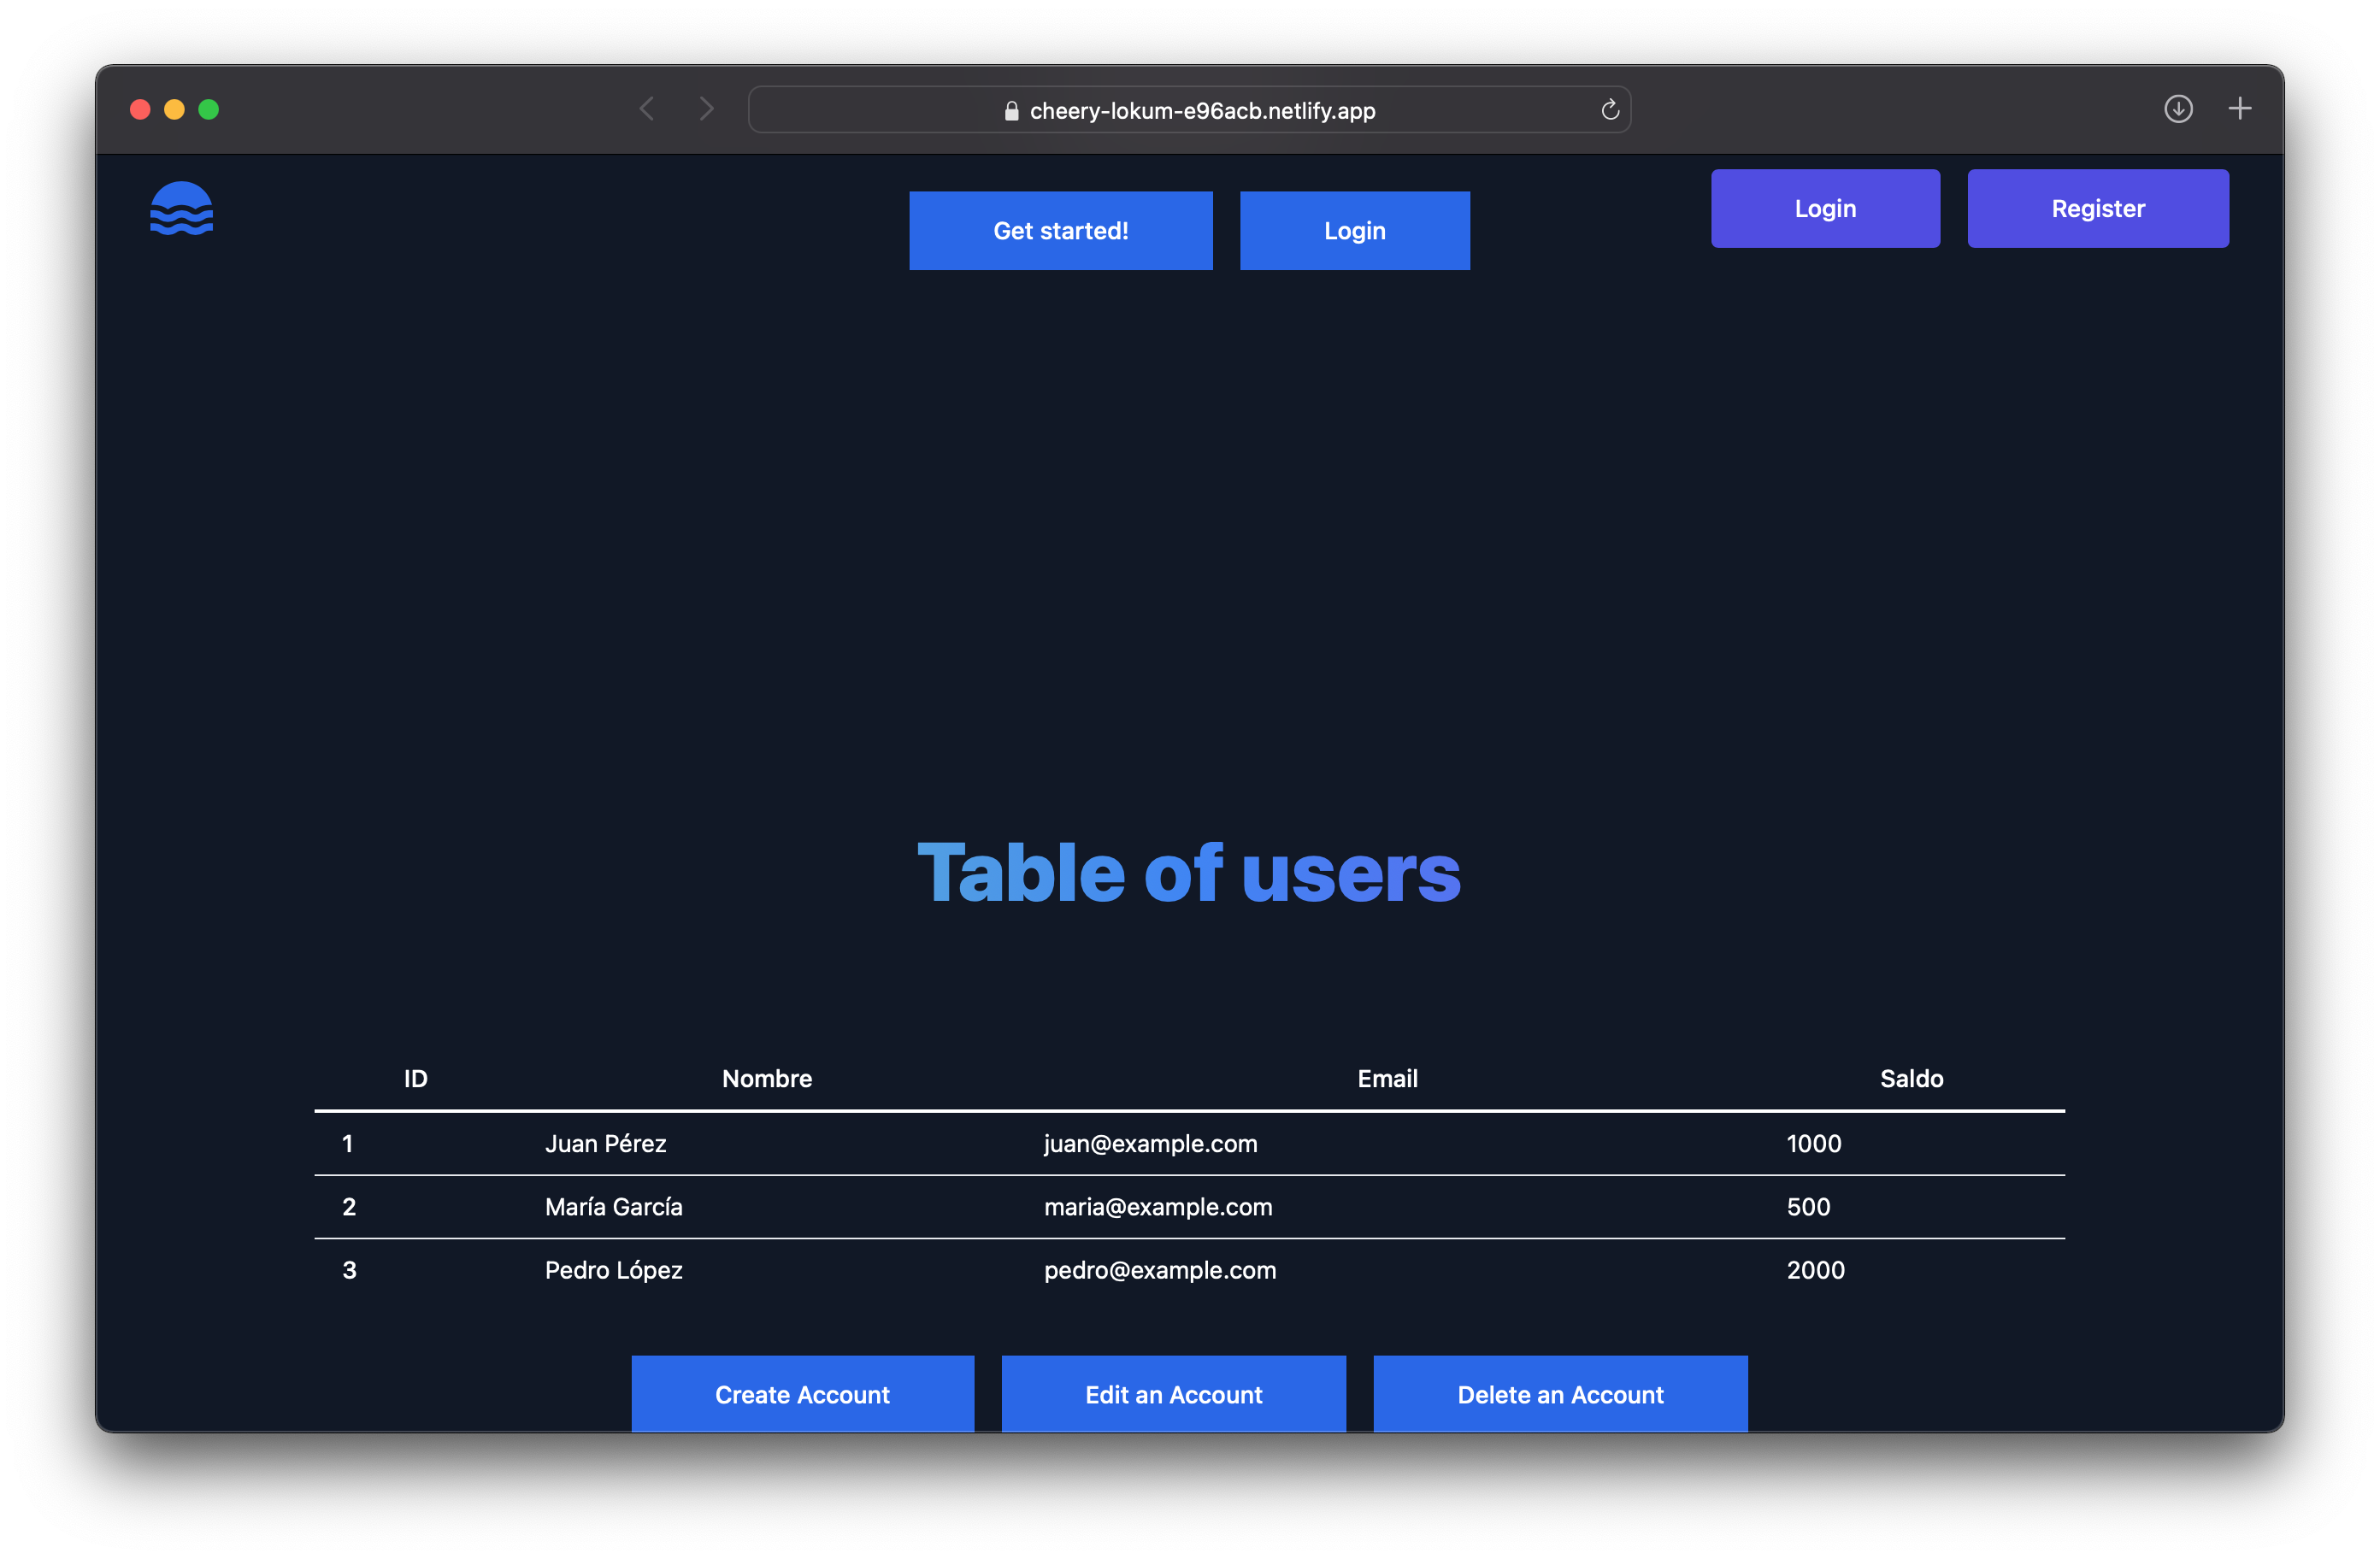 cheery-lokum-e96acb.netlify.app
Get started! Login Login Register
Table of users
ID Nombre Email Saldo
1 Juan Pérez juan@example.com 1000
2 María García maria@example.com 500
3 Pedro López pedro@example.com 2000
Create Account Edit an Account Delete an Account